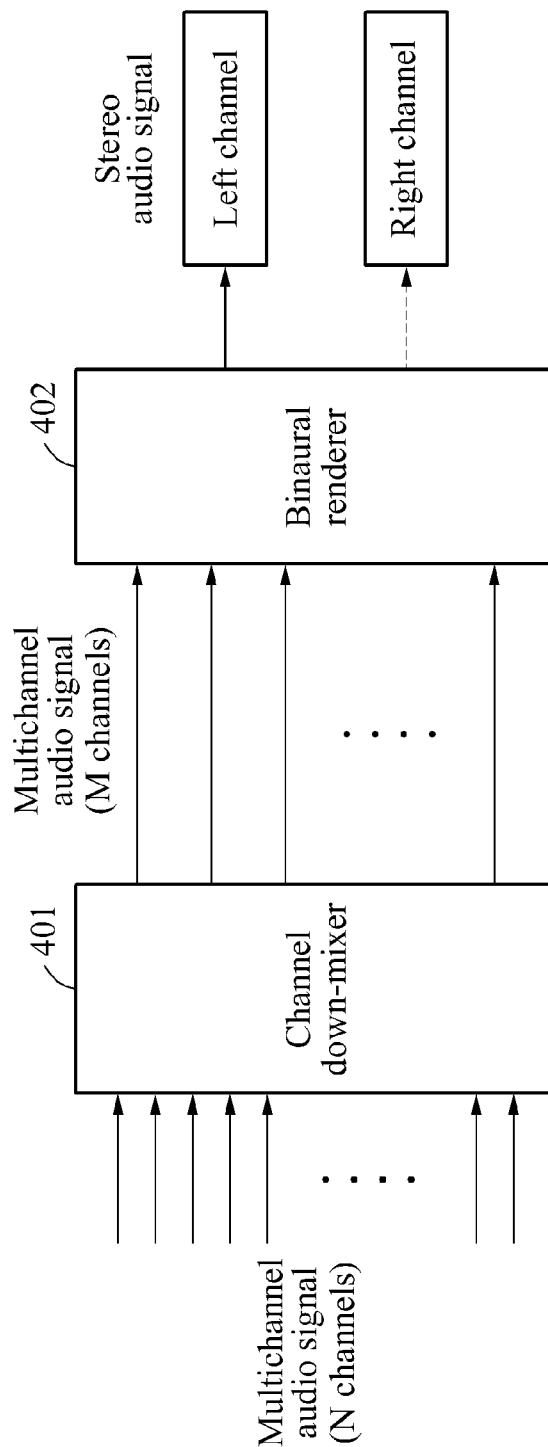 Multichannel
audio signal
(N channels)
401
Channel
down-mixer
Multichannel
audio signal
(M channels)
402
Binaural
renderer
Stereo
audio signal
Left channel
Right channel